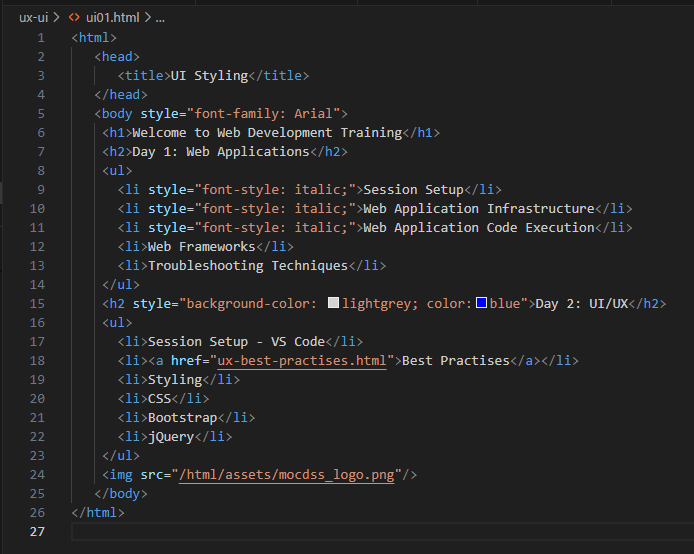 ux-ui > <> ui01.html > ...
1 <html>
2 <head>
3 <title>UI Styling</title>
4 </head>
5 <body style="font-family: Arial">
6 <h1>Welcome to Web Development Training</h1>
7 <h2>Day 1: Web Applications</h2>
8 <ul>
9 <li style="font-style: italic;">Session Setup</li>
10 <li style="font-style: italic;">Web Application Infrastructure</li>
11 <li style="font-style: italic;">Web Application Code Execution</li>
12 <li>Web Frameworks</li>
13 <li>Troubleshooting Techniques</li>
14 </ul>
15 <h2 style="background-color: lightgrey; color:blue">Day 2: UI/UX</h2>
16 <ul>
17 <li>Session Setup - VS Code</li>
18 <li><a href="ux-best-practises.html">Best Practises</a></li>
19 <li>Styling</li>
20 <li>CSS</li>
21 <li>Bootstrap</li>
22 <li>jQuery</li>
23 </ul>
24 <img src="/html/assets/mocdss_logo.png"/>
25 </body>
26 </html>
27